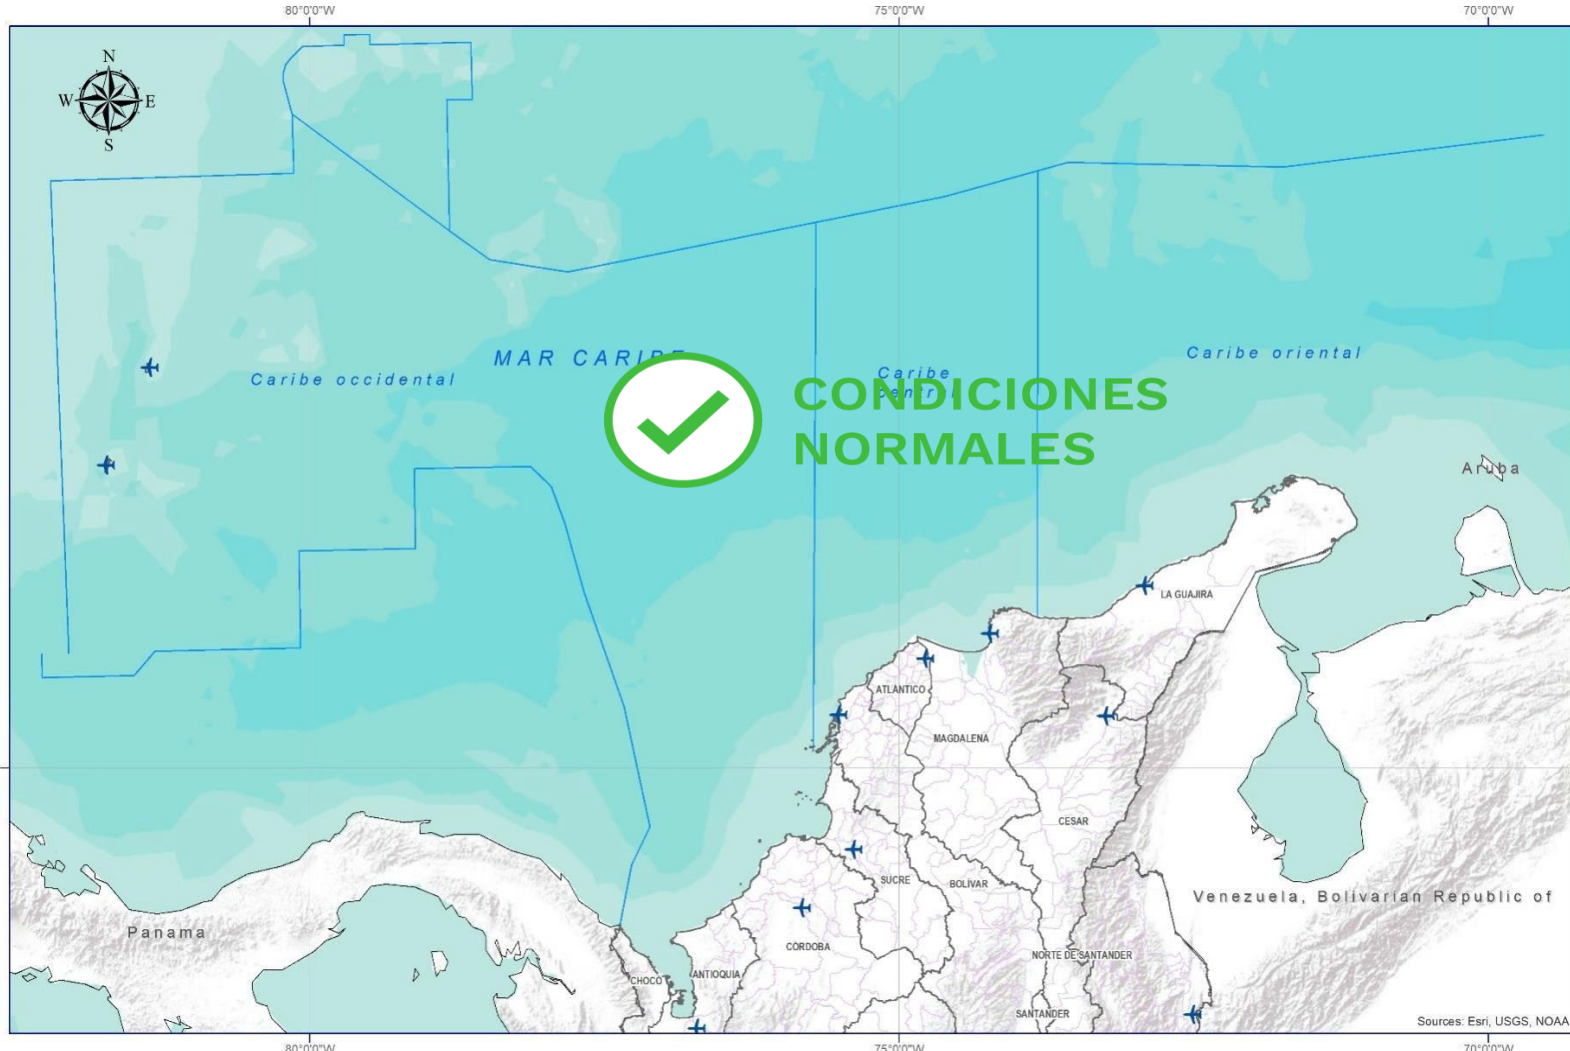 80°0'0"W
75°0'0"W
70°0'0"W
N
W
E
S
MAR CARIBE
Caribe oriental
Caribe occidental
Caribe
central
CONDICIONES
NORMALES
Aruba
LA GUAJIRA
ATLANTICO
MAGDALENA
CESAR
SUCRE
BOLIVAR
Venezuela, Bolivarian Republic of
Panama
CORDOBA
NORTE DE SANTANDER
ANTIOQUIA
CHOCO
SANTANDER
Sources: Esri, USGS, NOAA
80°0'0"W
75°0'0"W
70°0'0"W